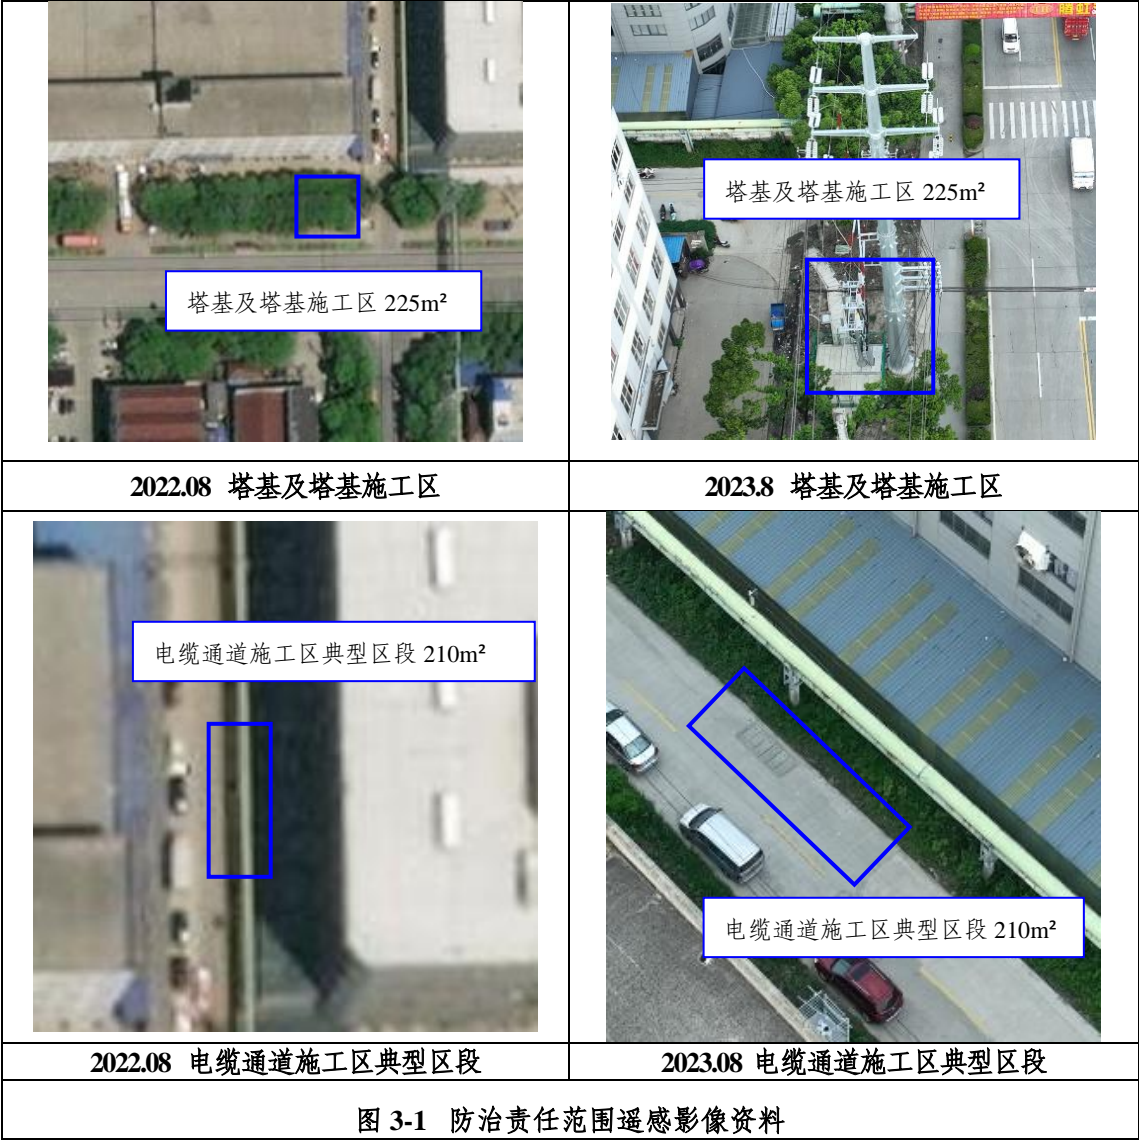 腾虹
塔基及塔基施工区 225m²
塔基及塔基施工区 225m²
2022.08 塔基及塔基施工区
2023.8 塔基及塔基施工区
电缆通道施工区典型区段 210m²
电缆通道施工区典型区段 210m²
2022.08 电缆通道施工区典型区段
2023.08 电缆通道施工区典型区段
图 3-1 防治责任范围遥感影像资料